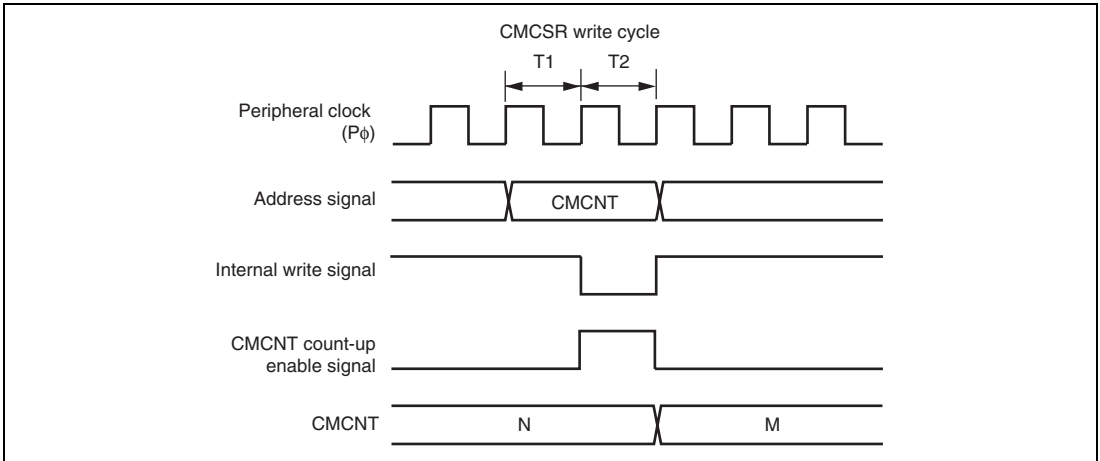 CMCSR write cycle
T1 T2
Peripheral clock
(Pϕ)
Address signal
CMCNT
Internal write signal
CMCNT count-up
enable signal
CMCNT
N
M